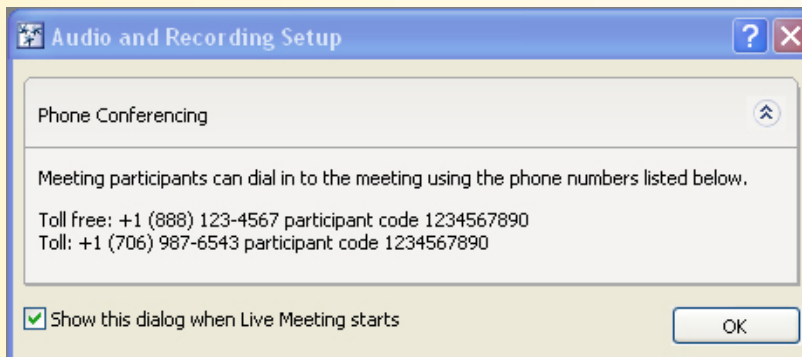 Audio and Recording Setup
Phone Conferencing
Meeting participants can dial in to the meeting using the phone numbers listed below.
Toll free: +1 (888) 123-4567 participant code 1234567890
Toll: +1 (706) 987-6543 participant code 1234567890
Show this dialog when Live Meeting starts
OK